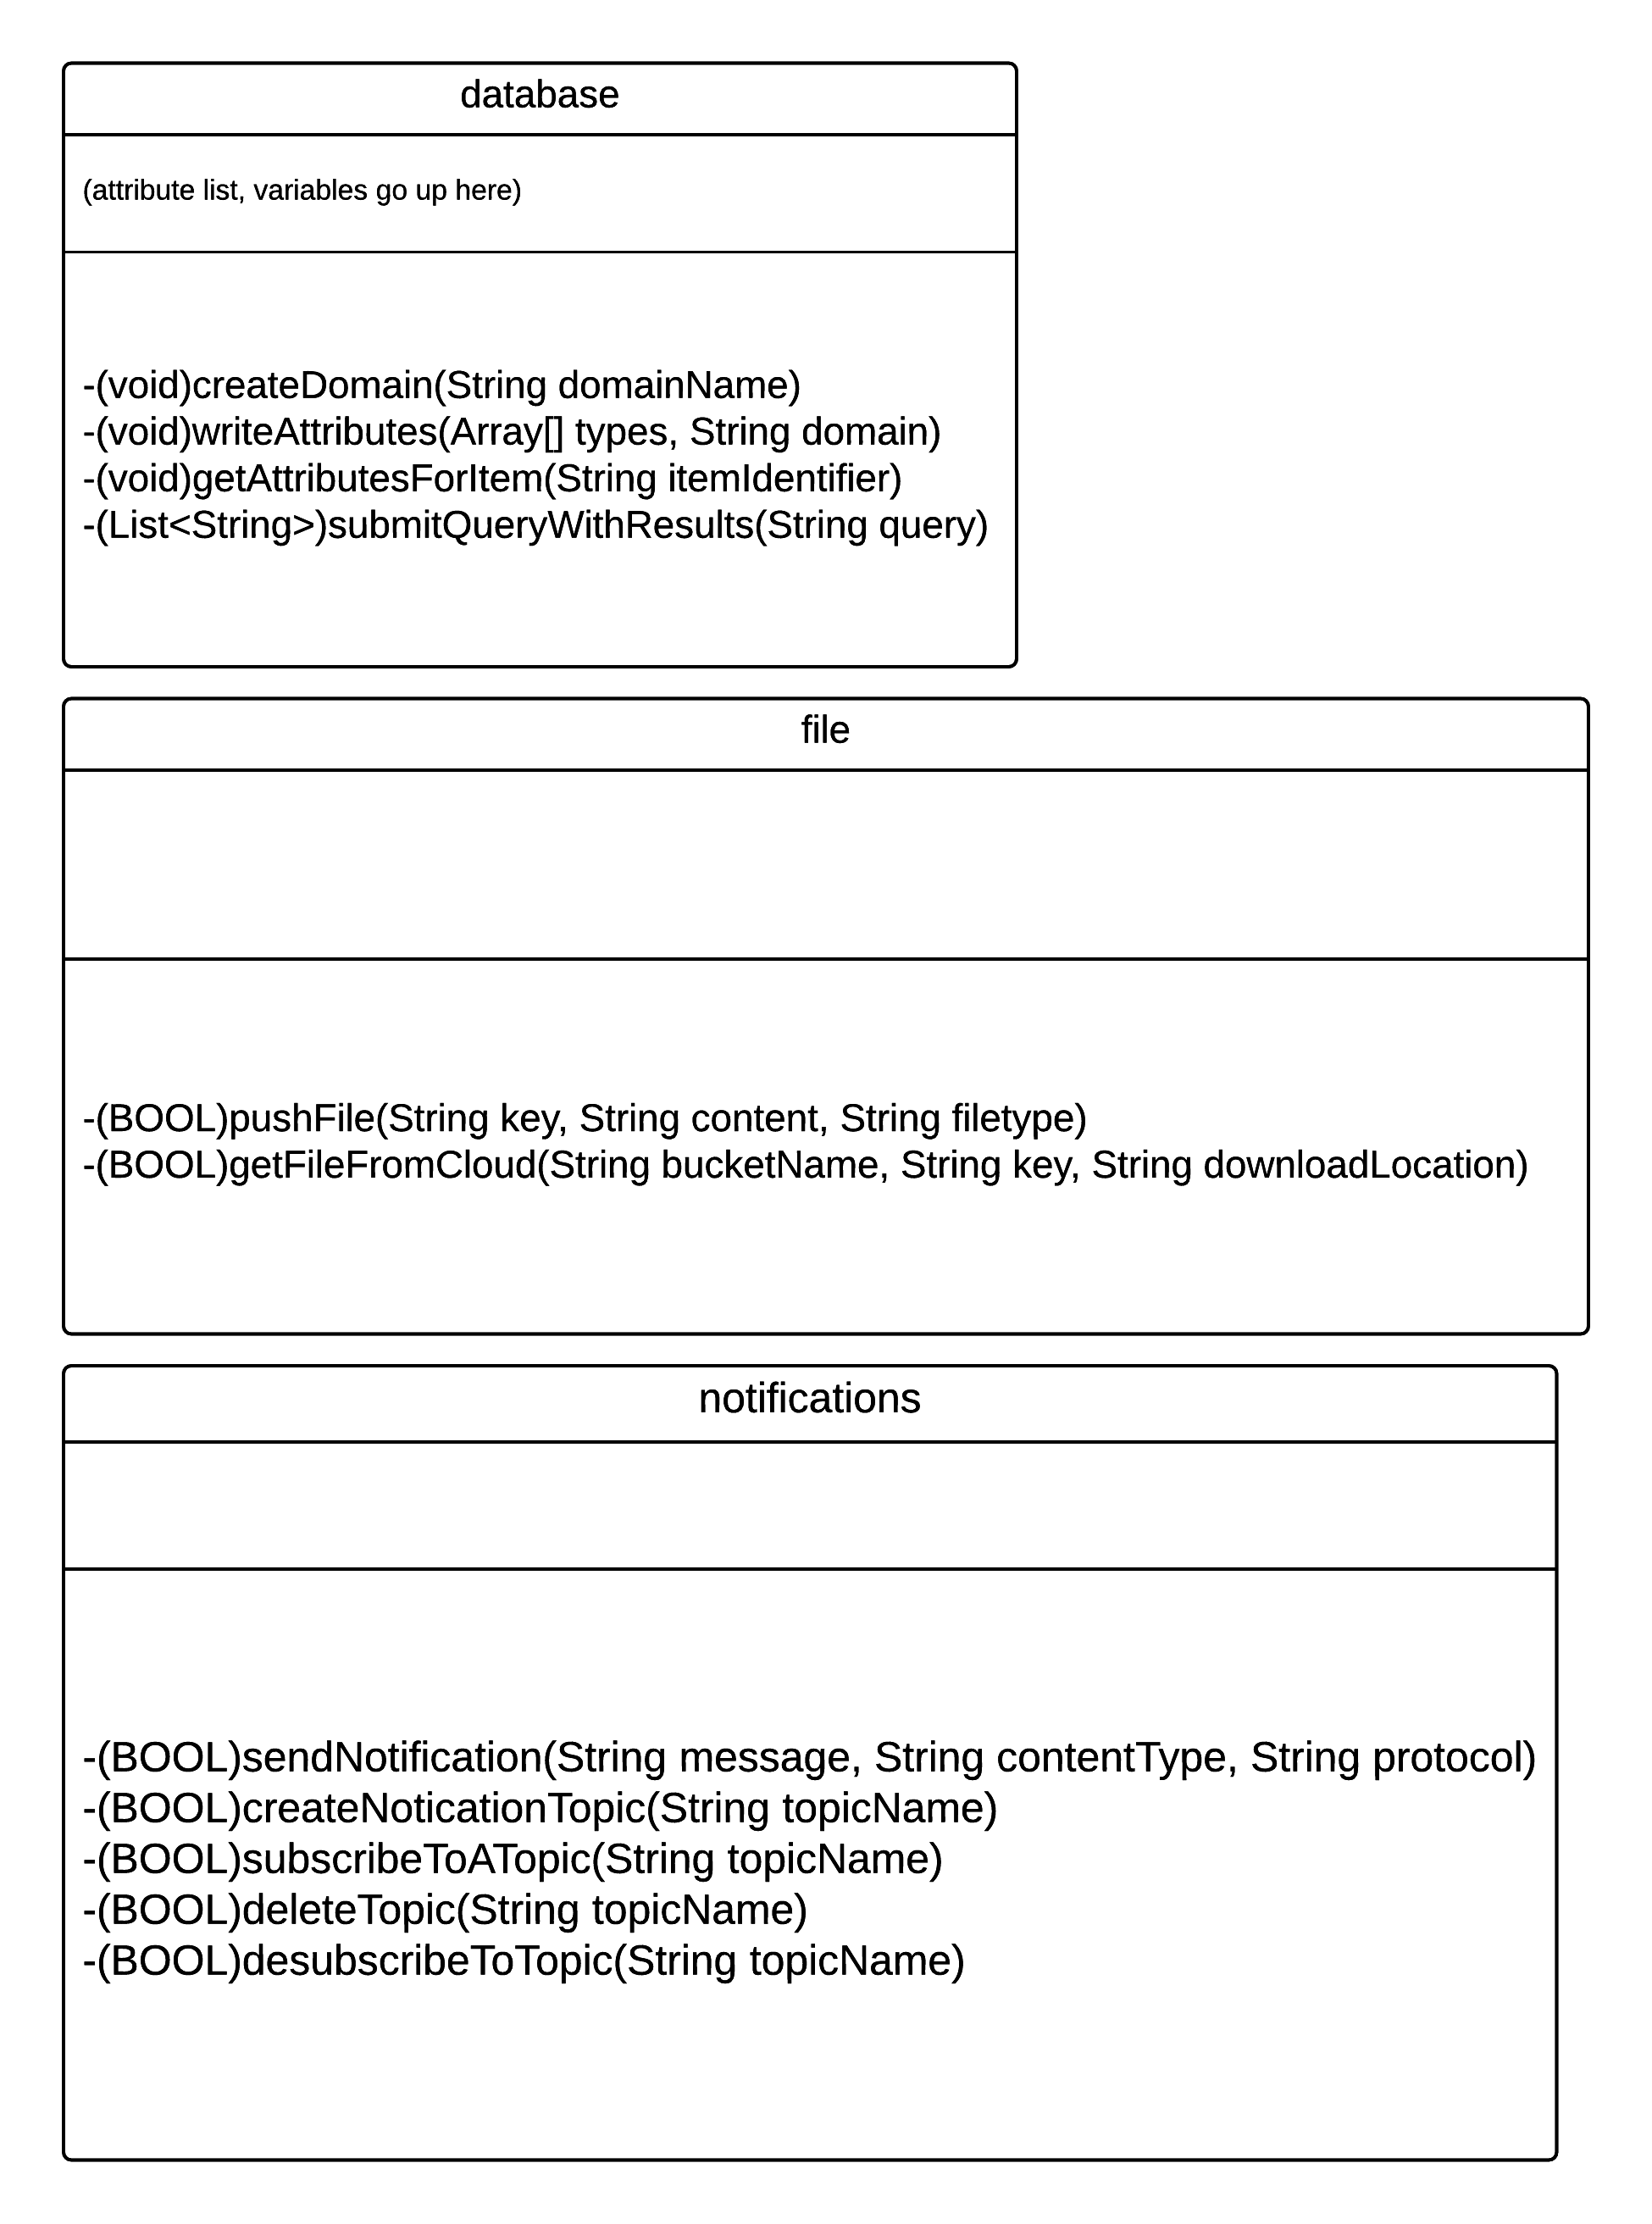 database
(attribute list, variables go up here)
-(void)createDomain(String domainName)
-(void)writeAttributes(Array[] types, String domain)
-(void)getAttributesForItem(String itemIdentifier)
-(List<String>)submitQueryWithResults(String query)
file
-(BOOL)pushFile(String key, String content, String filetype)
-(BOOL)getFileFromCloud(String bucketName, String key, String downloadLocation)
notifications
-(BOOL)sendNotification(String message, String contentType, String protocol)
-(BOOL)createNoticationTopic(String topicName)
-(BOOL)subscribeToATopic(String topicName)
-(BOOL)deleteTopic(String topicName)
-(BOOL)desubscribeToTopic(String topicName)